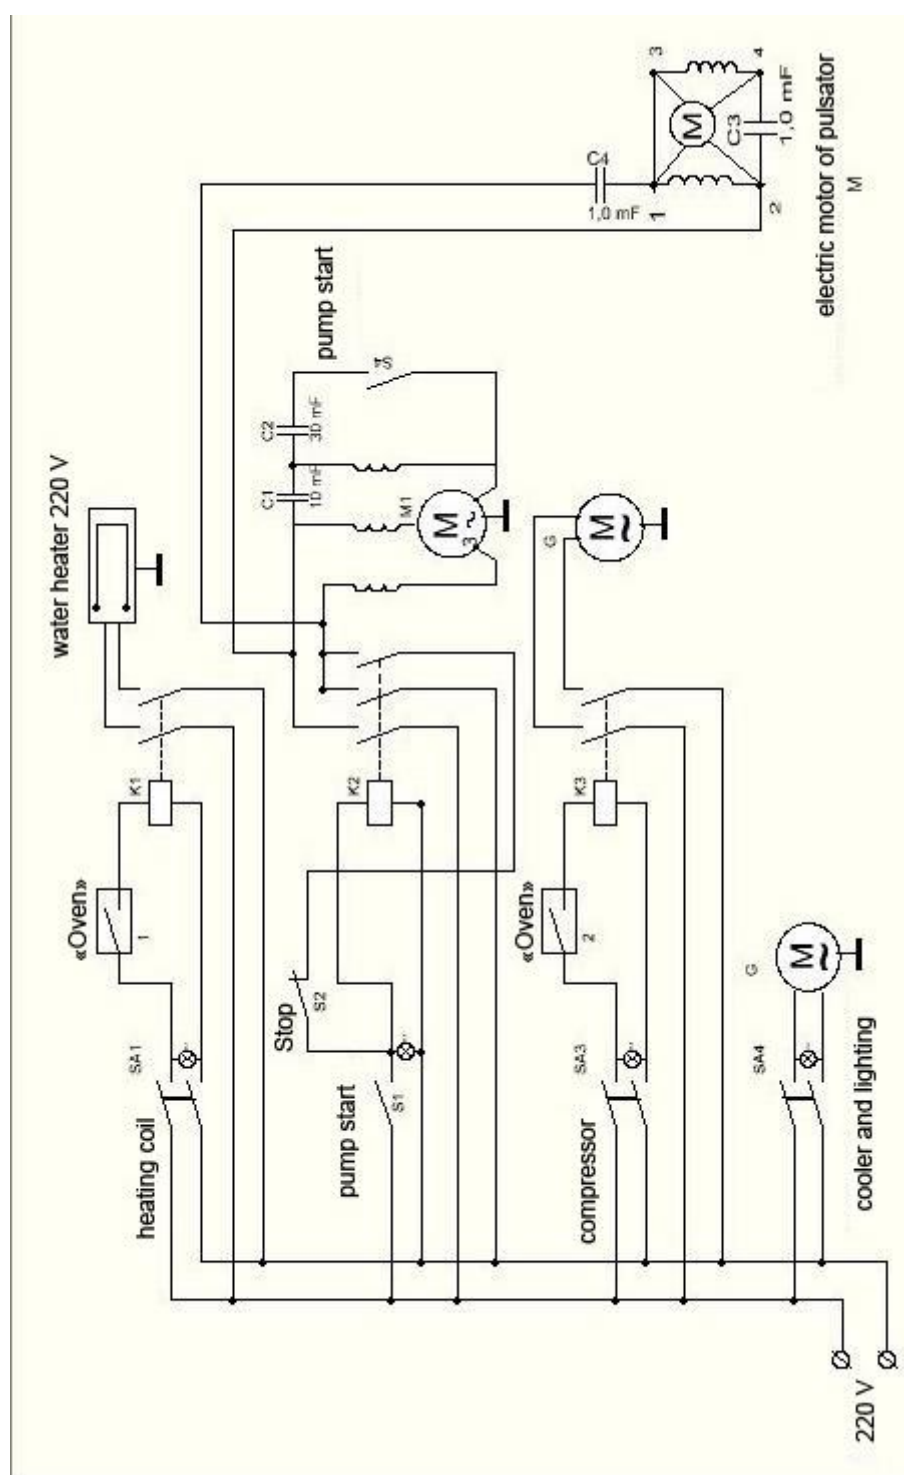 water heater 220 V
«Oven»
1
K1
SA1
heating coil
C4
1,0 mF
1
2
3
4
M
C3
1,0 mF
electric motor of pulsator
M
pump start
S4
C2
30 mF
C1
10 mF
M1
M
~
3
K2
Stop
S2
pump start
S1
G
M
~
«Oven»
2
K3
SA3
compressor
G
M
~
SA4
cooler and lighting
220 V